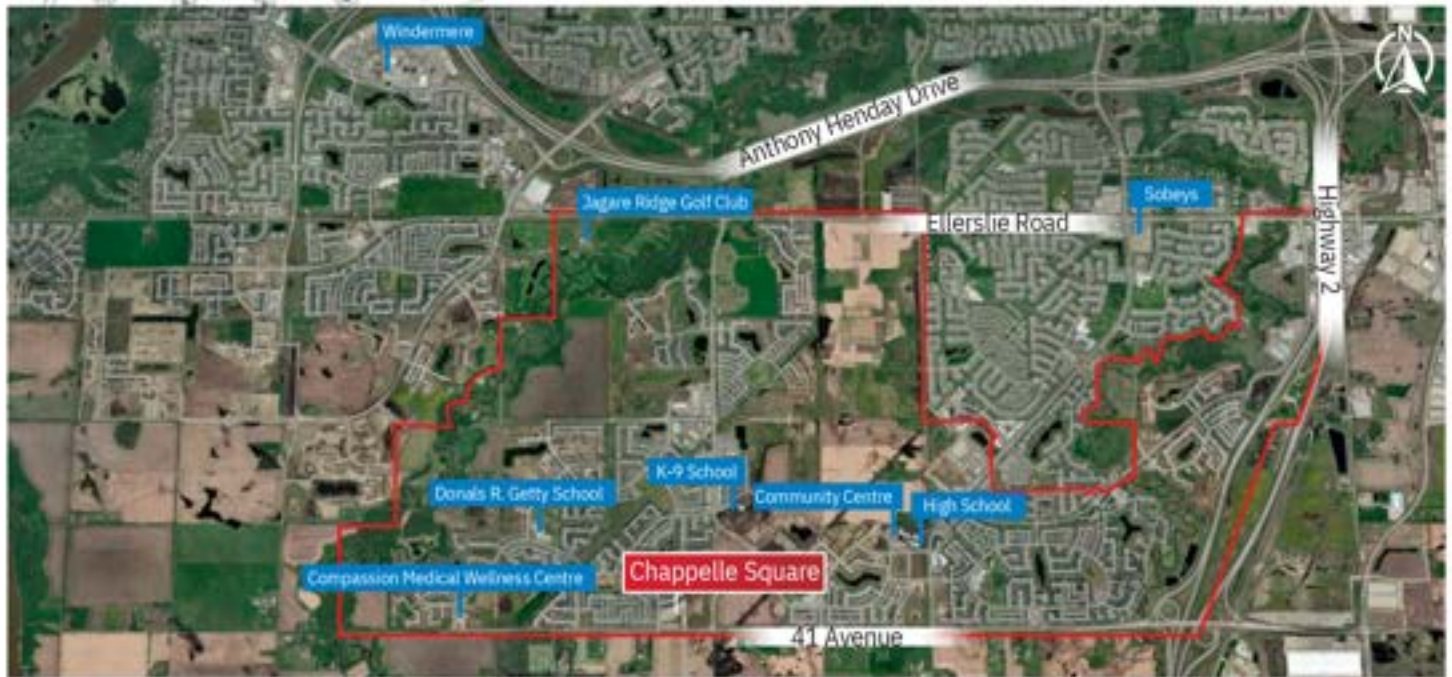 Windermere
N
Anthony Henday Drive
Jagare Ridge Golf Club
Sobeys
Ellerslie Road
Highway 2
K-9 School
Donals R. Getty School
Community Centre
High School
Chappelle Square
Compassion Medical Wellness Centre
41 Avenue